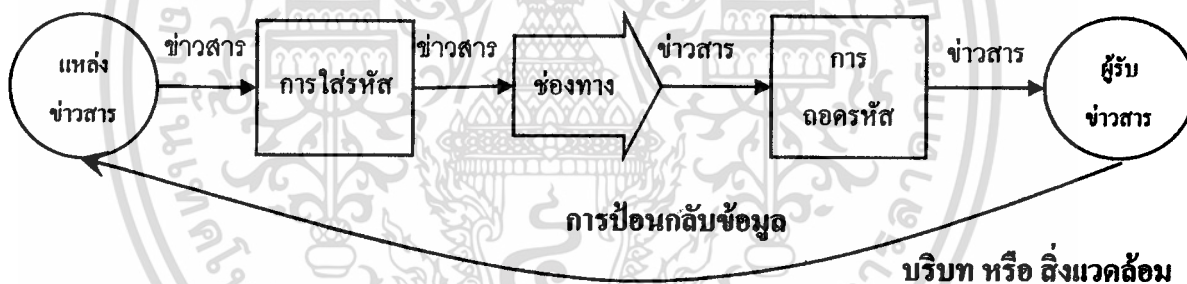 แหล่ง
ข่าวสาร
ข่าวสาร
การใส่รหัส
ข่าวสาร
ช่องทาง
ข่าวสาร
การ
ถอดรหัส
ข่าวสาร
ผู้รับ
ข่าวสาร
การป้อนกลับข้อมูล
บริบท หรือ สิ่งแวดล้อม